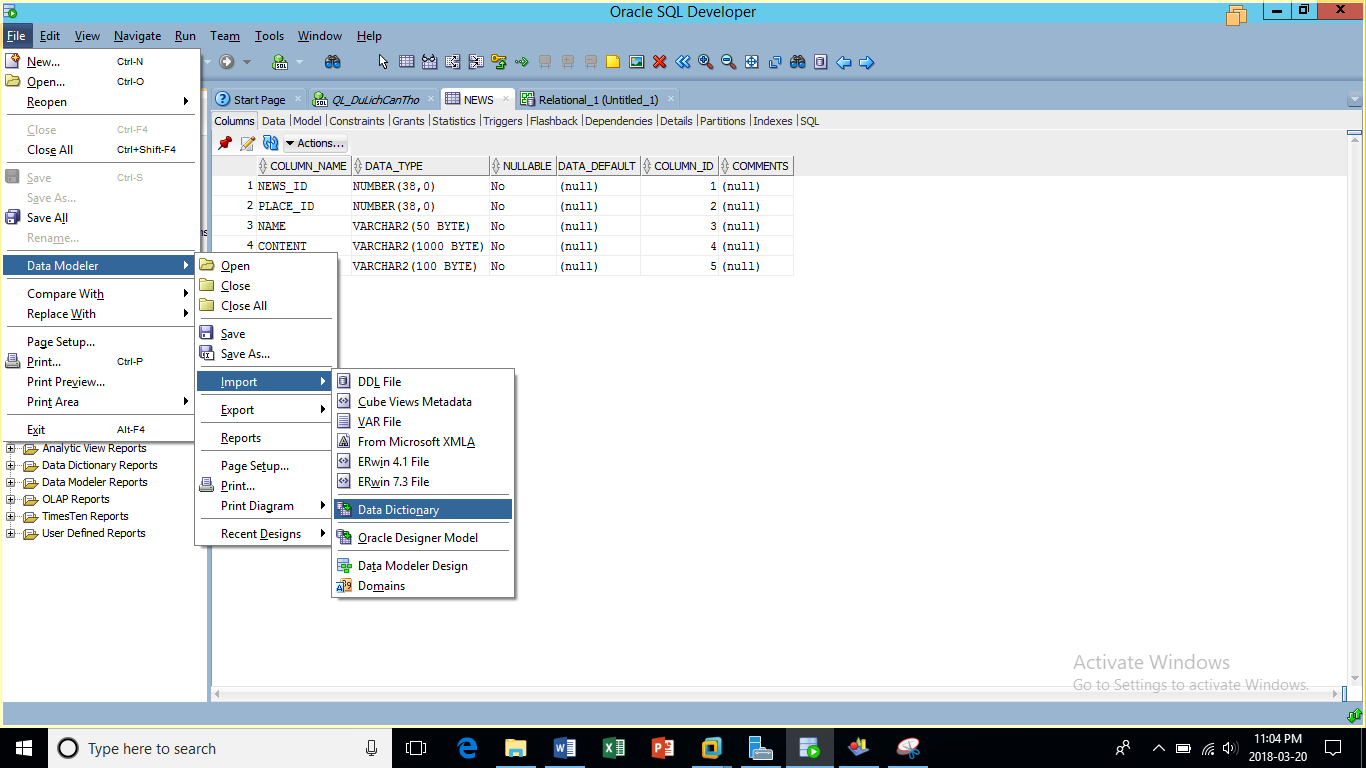 Oracle SQL Developer
File Edit View Navigate Run Team Tools Window Help
New... Ctrl-N
Open... Ctrl-O
Reopen
Close Ctrl-F4
Close All Ctrl+Shift-F4
Save Ctrl-S
Save As...
Save All
Rename...
Data Modeler
Compare With
Replace With
Page Setup...
Print... Ctrl-P
Print Preview...
Print Area
Exit Alt-F4
Open
Close
Close All
Save
Save As...
Import
Export
Reports
Page Setup...
Print...
Print Diagram
Recent Designs
DDL File
Cube Views Metadata
VAR File
From Microsoft XMLA
ERwin 4.1 File
ERwin 7.3 File
Data Dictionary
Oracle Designer Model
Data Modeler Design
Domains
Analytic View Reports
Data Dictionary Reports
Data Modeler Reports
OLAP Reports
TimesTen Reports
User Defined Reports
Start Page QL_DuLichCanTho NEWS Relational_1 (Untitled_1)
Columns Data Model Constraints Grants Statistics Triggers Flashback Dependencies Details Partitions Indexes SQL
Actions...
COLUMN_NAME DATA_TYPE NULLABLE DATA_DEFAULT COLUMN_ID COMMENTS
1 NEWS_ID NUMBER(38,0) No (null) 1 (null)
2 PLACE_ID NUMBER(38,0) No (null) 2 (null)
3 NAME VARCHAR2(50 BYTE) No (null) 3 (null)
4 CONTENT VARCHAR2(1000 BYTE) No (null) 4 (null)
VARCHAR2(100 BYTE) No (null) 5 (null)
Activate Windows
Go to Settings to activate Windows.
Type here to search
11:04 PM
2018-03-20